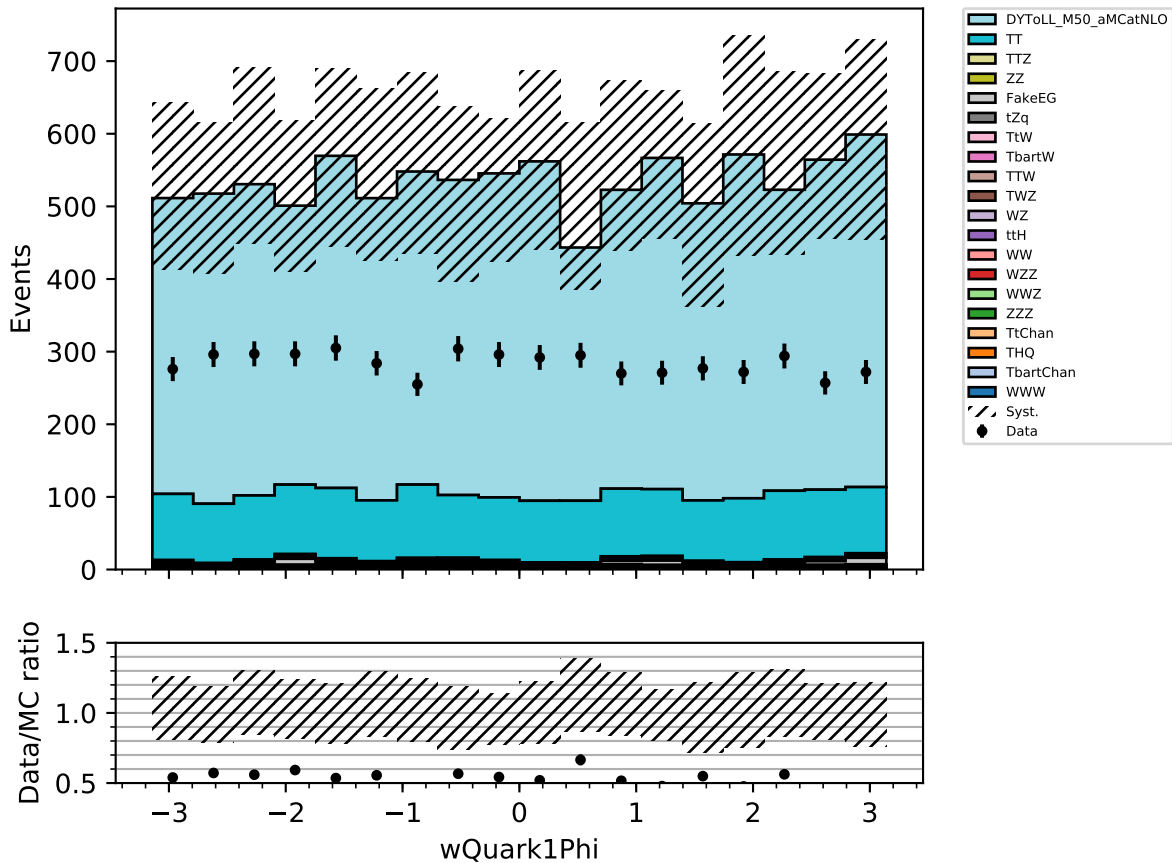 Events
700
600
500
400
300
200
100
0
DYToLL_M50_aMCatNLO
TT
TTZ
ZZ
FakeEG
tZq
TtW
TbartW
TTW
TWZ
WZ
ttH
WW
WZZ
WWZ
ZZZ
TtChan
THQ
TbartChan
WWW
Syst.
Data
Data/MC ratio
1.5
1.0
0.5
−3 −2 −1 0 1 2 3
wQuark1Phi